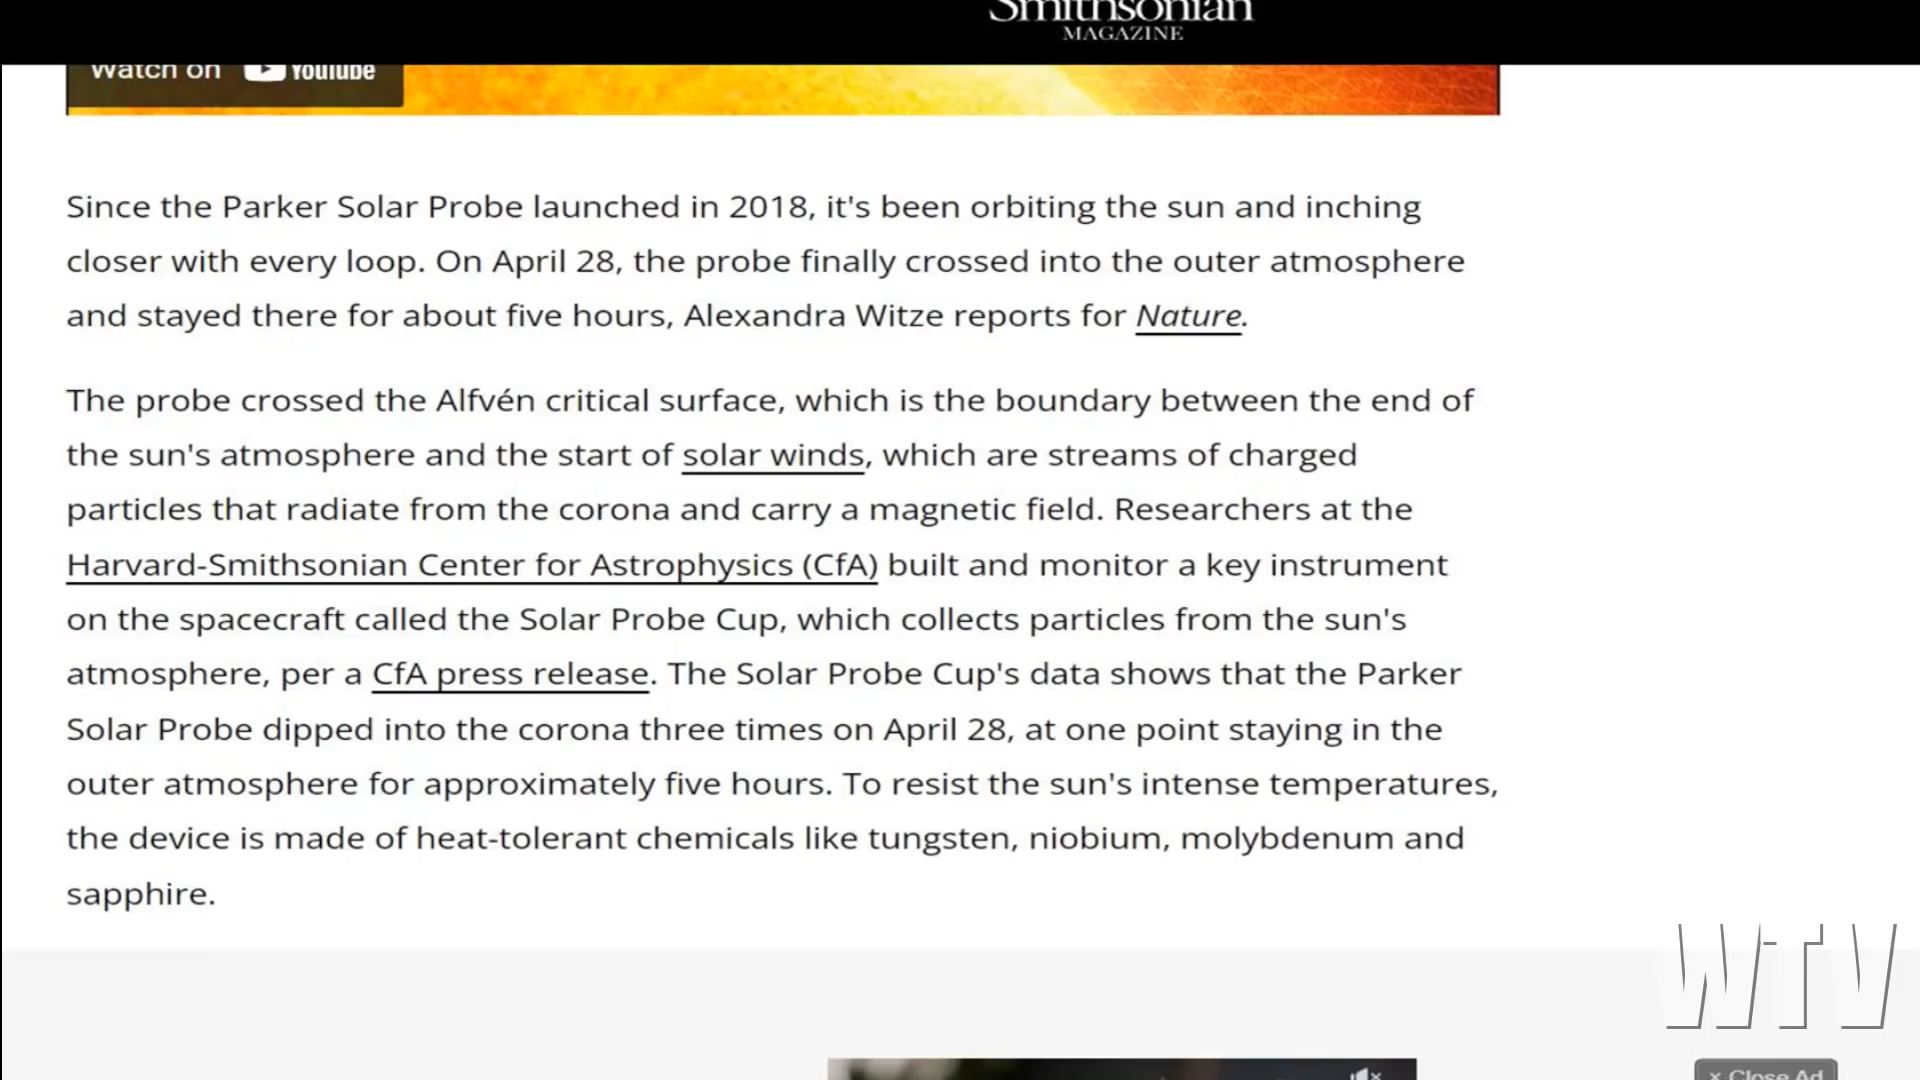 Smithsonian
MAGAZINE
Watch on YouTube
Since the Parker Solar Probe launched in 2018, it's been orbiting the sun and inching
closer with every loop. On April 28, the probe finally crossed into the outer atmosphere
and stayed there for about five hours, Alexandra Witze reports for Nature.
The probe crossed the Alfvén critical surface, which is the boundary between the end of
the sun's atmosphere and the start of solar winds, which are streams of charged
particles that radiate from the corona and carry a magnetic field. Researchers at the
Harvard-Smithsonian Center for Astrophysics (CfA) built and monitor a key instrument
on the spacecraft called the Solar Probe Cup, which collects particles from the sun's
atmosphere, per a CfA press release. The Solar Probe Cup's data shows that the Parker
Solar Probe dipped into the corona three times on April 28, at one point staying in the
outer atmosphere for approximately five hours. To resist the sun's intense temperatures,
the device is made of heat-tolerant chemicals like tungsten, niobium, molybdenum and
sapphire.
WTV
× Close Ad